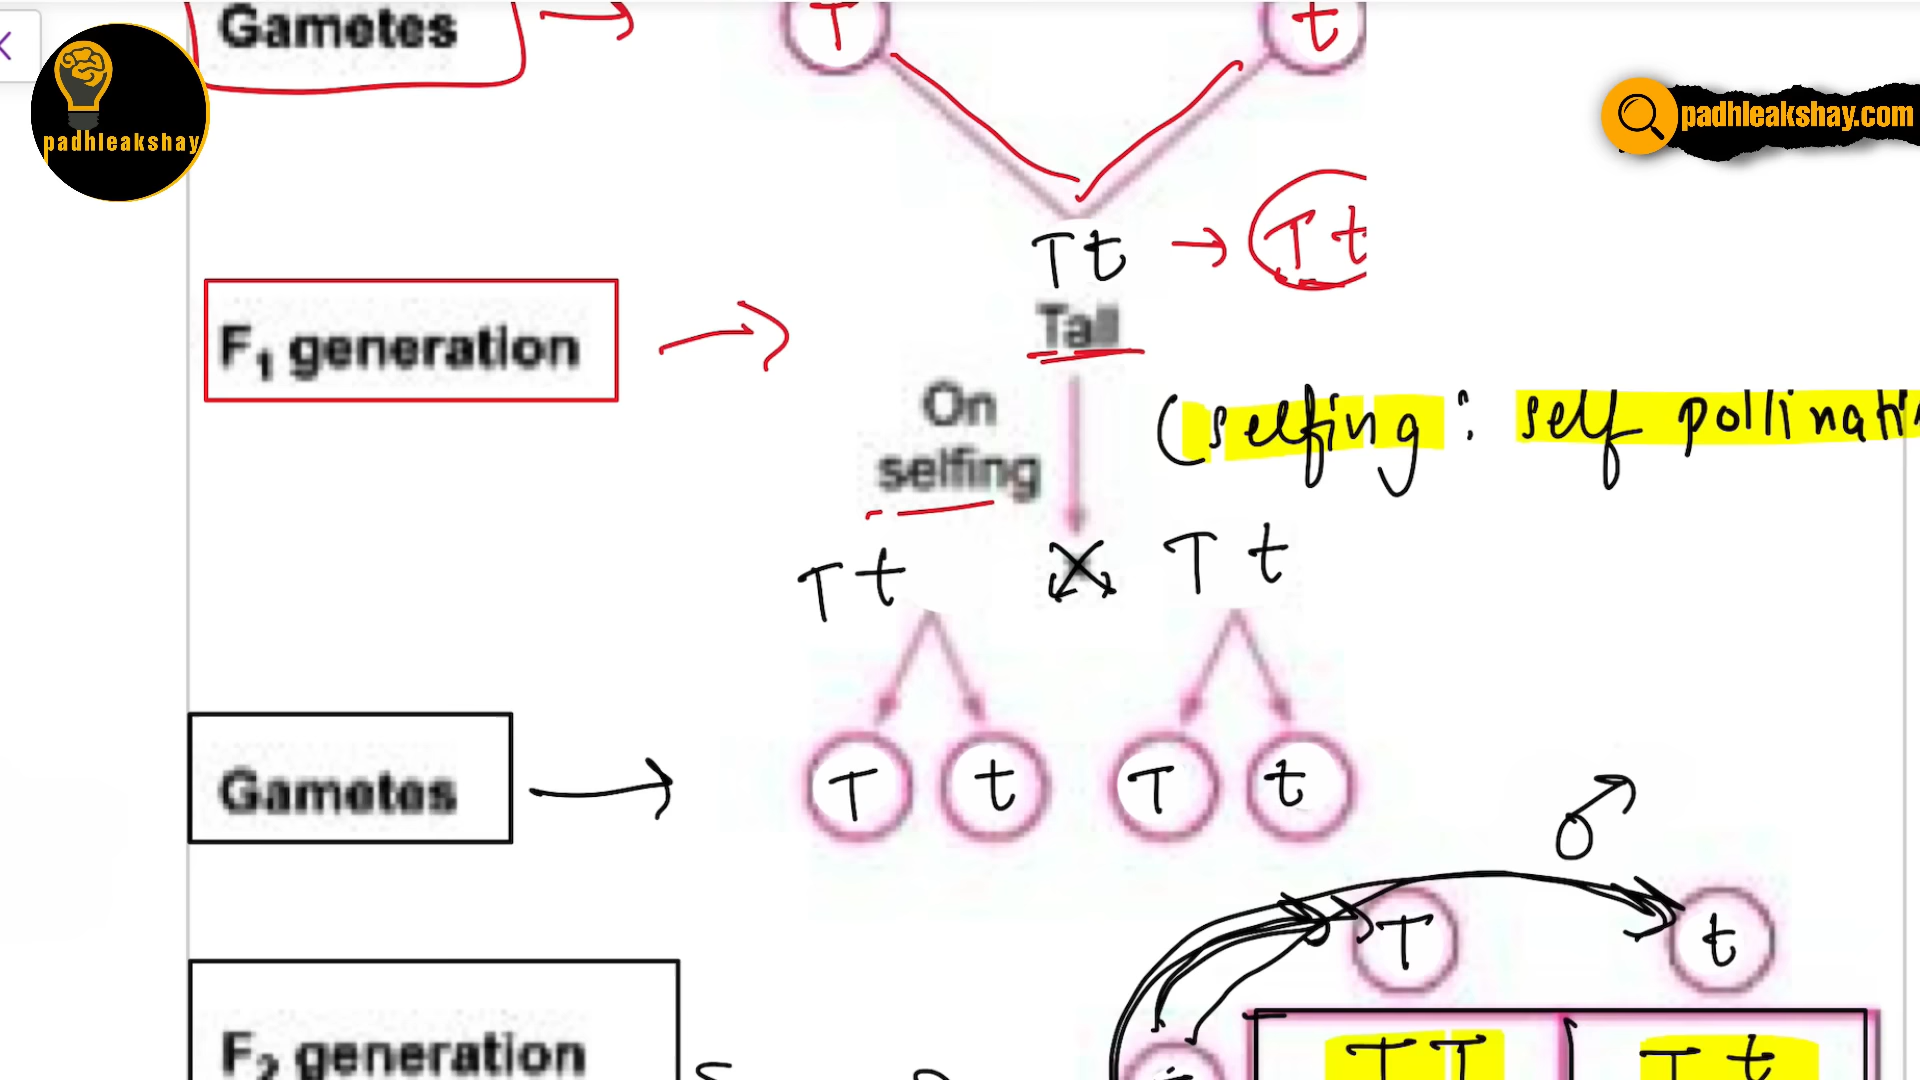 Gametes T t
padhleakshay
padhleakshay.com
Tt Tt
F₁ generation
Tall
On
selfing
(selfing : self pollinati
Tt × Tt
Gametes T t T t
T t
F₂ generation
TT Tt